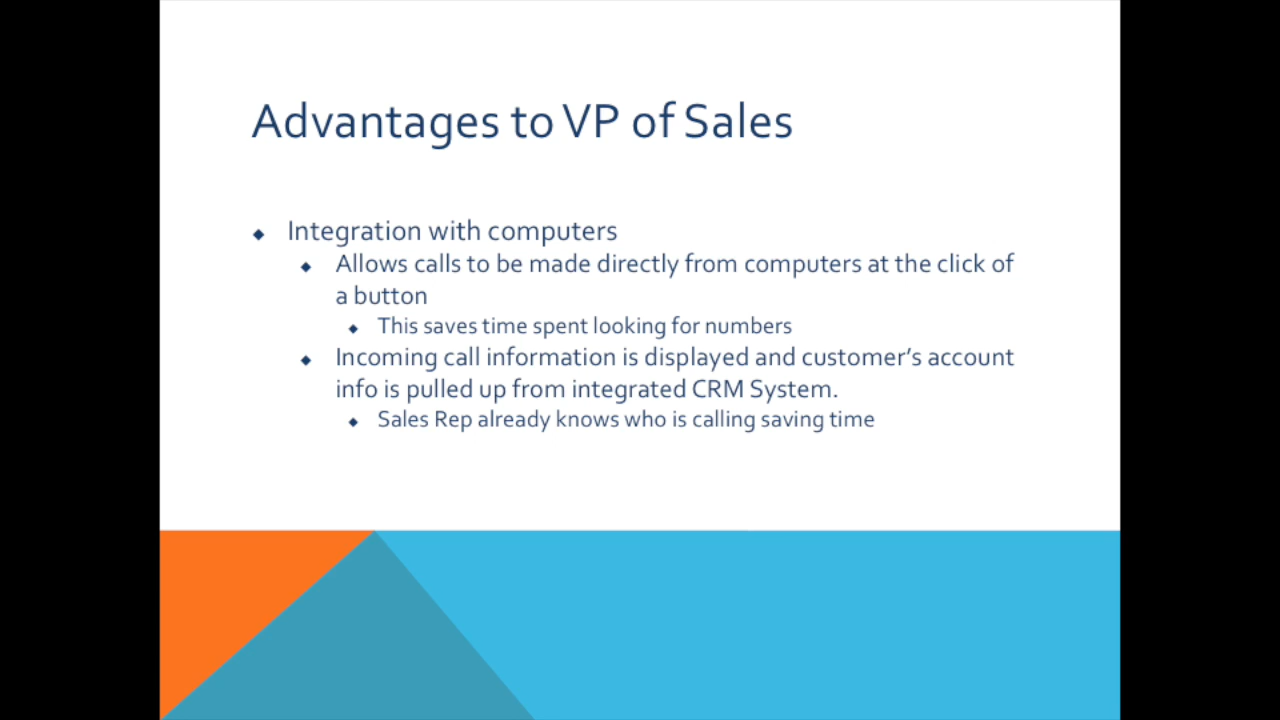 Advantages to VP of Sales
Integration with computers
Allows calls to be made directly from computers at the click of
a button
This saves time spent looking for numbers
Incoming call information is displayed and customer’s account
info is pulled up from integrated CRM System.
Sales Rep already knows who is calling saving time